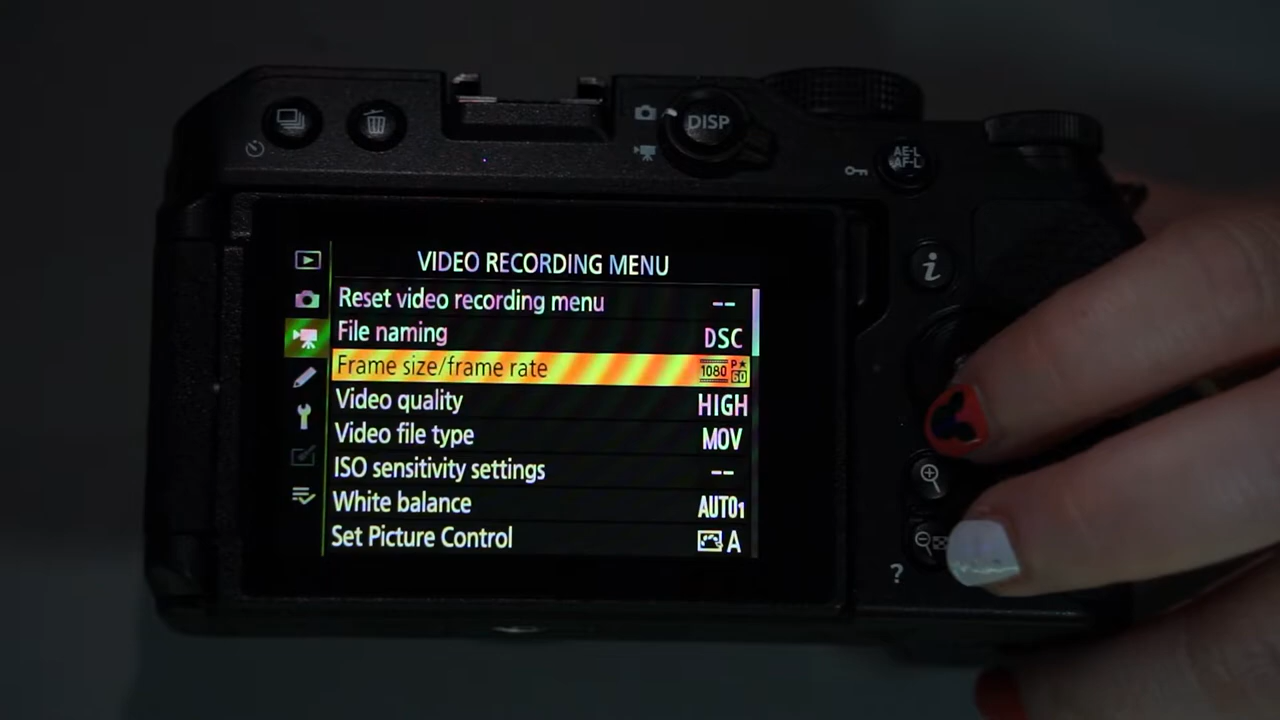 DISP
AE-L
AF-L
i
VIDEO RECORDING MENU
Reset video recording menu --
File naming DSC
Frame size/frame rate 1080 P★ 60
Video quality HIGH
Video file type MOV
ISO sensitivity settings --
White balance AUTO1
Set Picture Control A
?